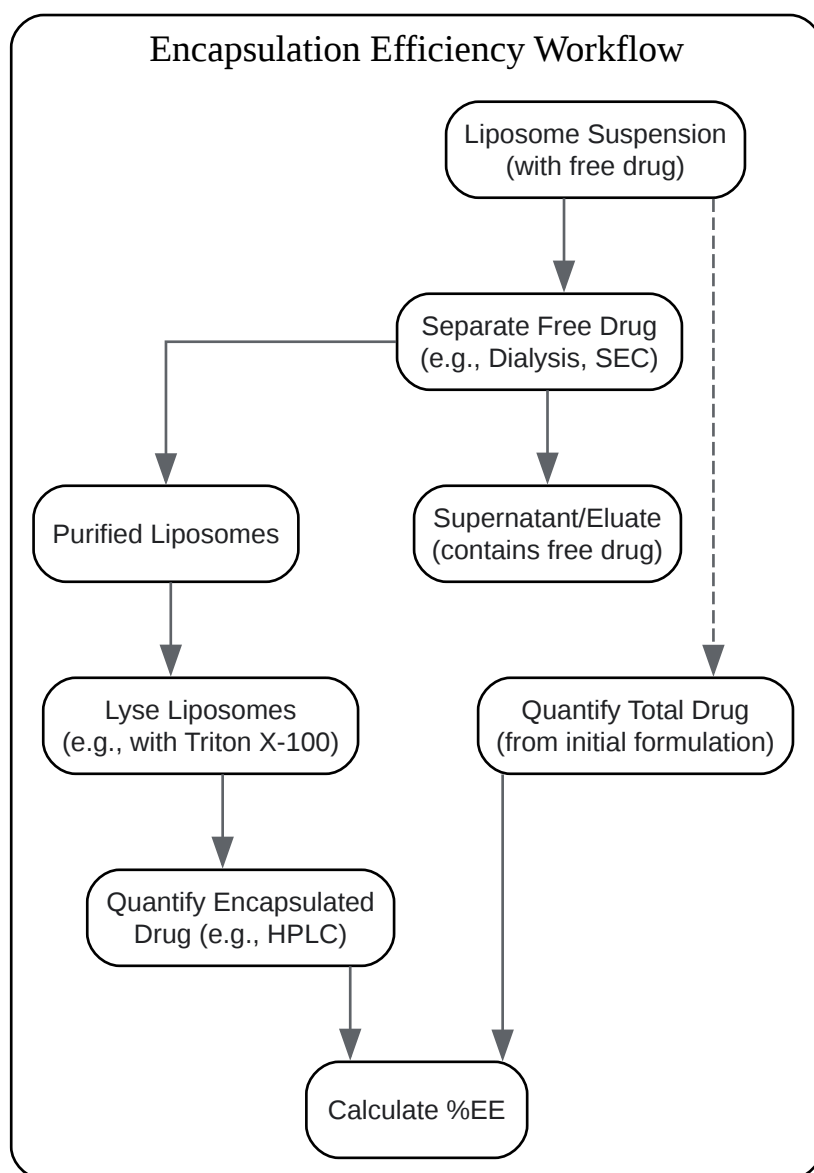 Encapsulation Efficiency Workflow
Liposome Suspension
(with free drug)
Separate Free Drug
(e.g., Dialysis, SEC)
Purified Liposomes
Supernatant/Eluate
(contains free drug)
Lyse Liposomes
(e.g., with Triton X-100)
Quantify Total Drug
(from initial formulation)
Quantify Encapsulated
Drug (e.g., HPLC)
Calculate %EE